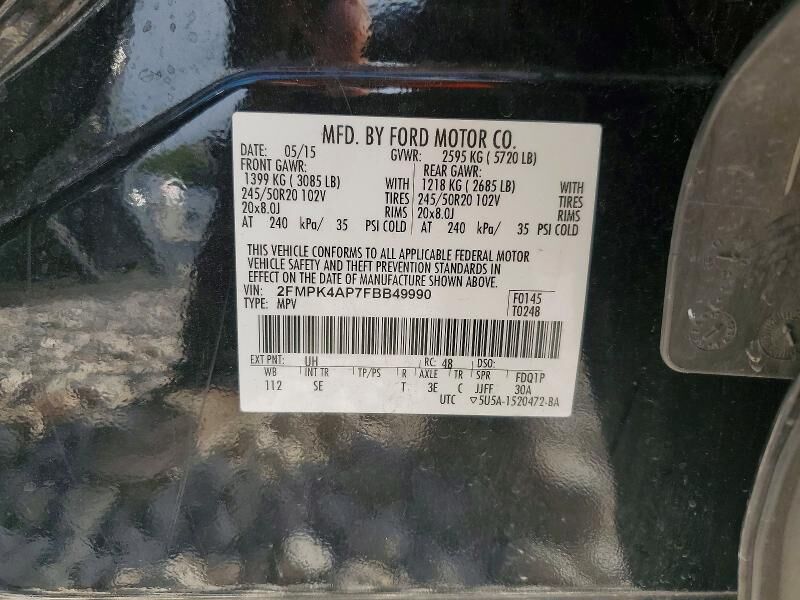 MFD. BY FORD MOTOR CO.
DATE: 05/15 GVWR: 2595 KG ( 5720 LB)
FRONT GAWR: REAR GAWR:
1399 KG ( 3085 LB) WITH 1218 KG ( 2685 LB) WITH
245/50R20 102V TIRES 245/50R20 102V TIRES
20x8.0J RIMS 20x8.0J RIMS
AT 240 kPa/ 35 PSI COLD AT 240 kPa/ 35 PSI COLD
THIS VEHICLE CONFORMS TO ALL APPLICABLE FEDERAL MOTOR
VEHICLE SAFETY AND THEFT PREVENTION STANDARDS IN
EFFECT ON THE DATE OF MANUFACTURE SHOWN ABOVE.
VIN: 2FMPK4AP7FBB49990 F0145
TYPE: MPV T0248
EXT PNT: UH RC: 48 DSO:
WB INT TR TP/PS R AXLE TR SPR FDQ1P
112 SE T 3E C JJFF 30A
UTC ▽5U5A-1520472-BA